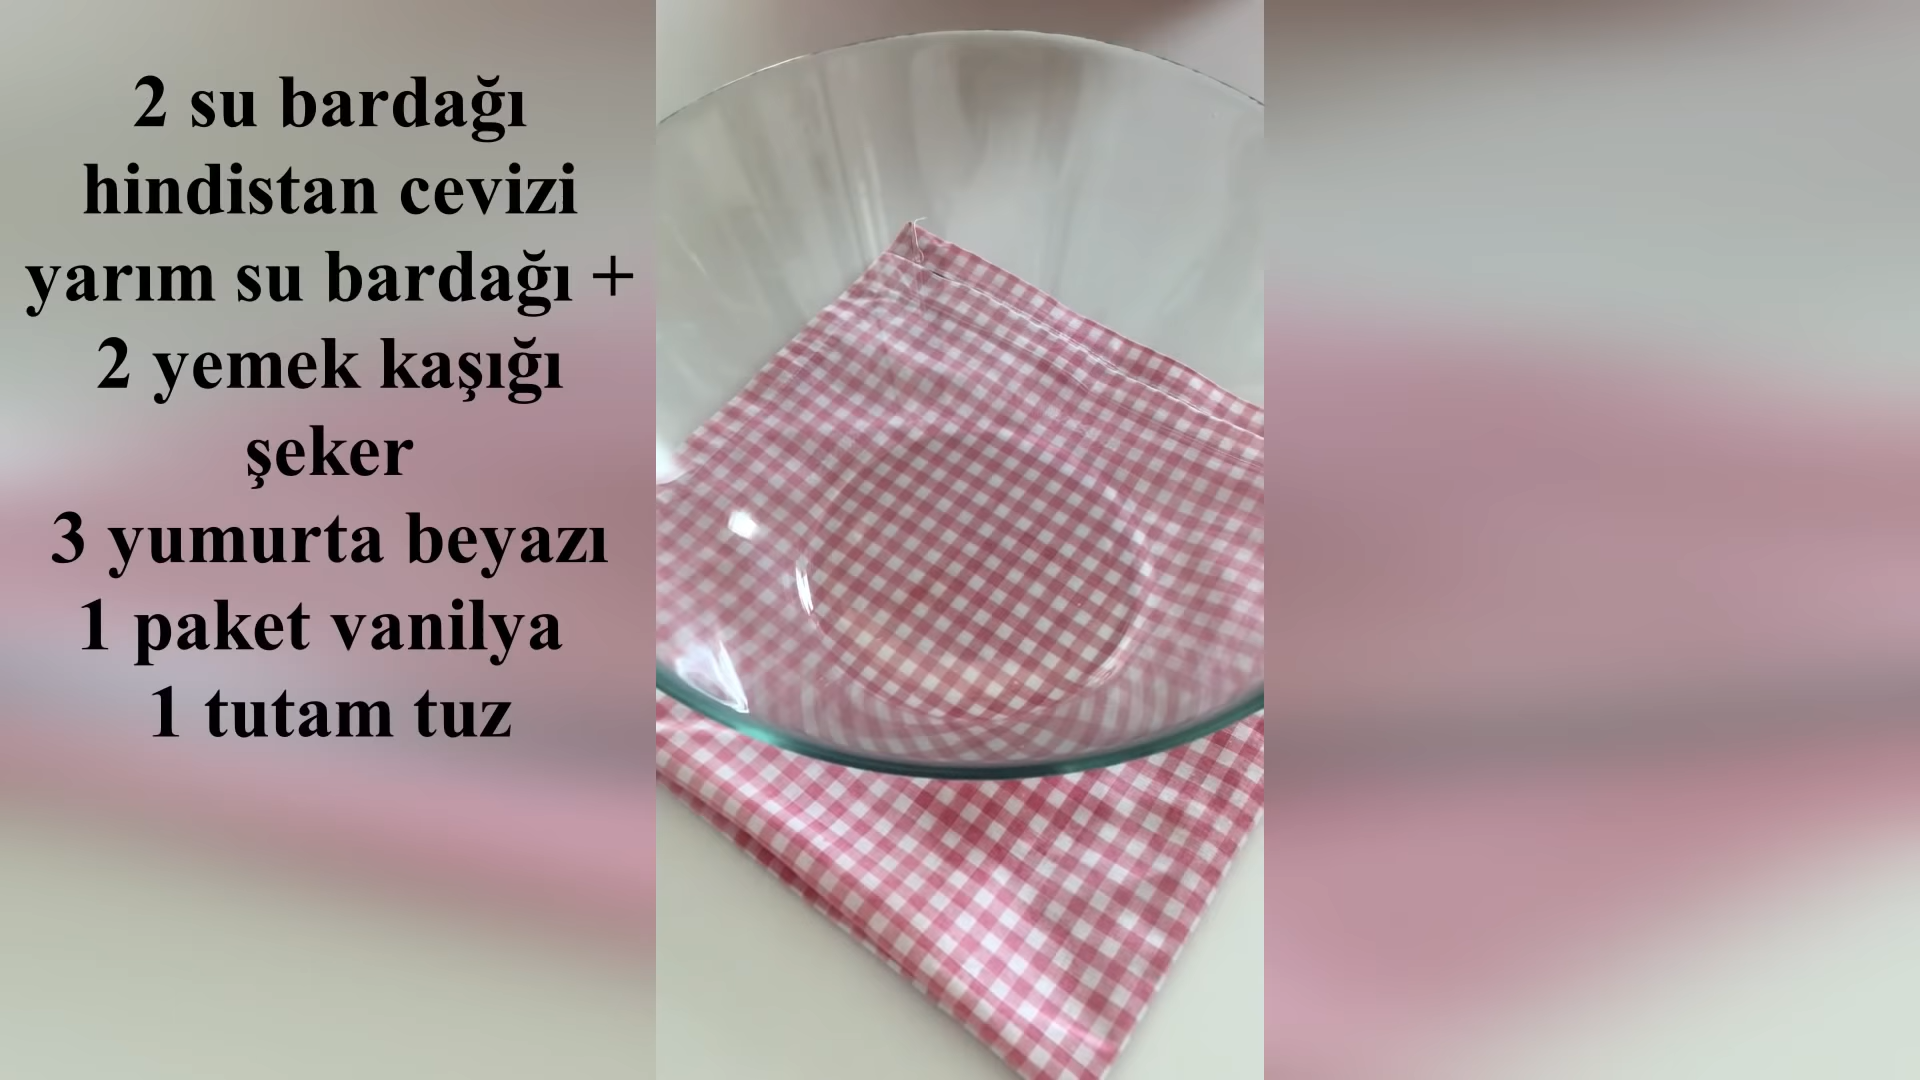 2 su bardağı
hindistan cevizi
yarım su bardağı +
2 yemek kaşığı
şeker
3 yumurta beyazı
1 paket vanilya
1 tutam tuz